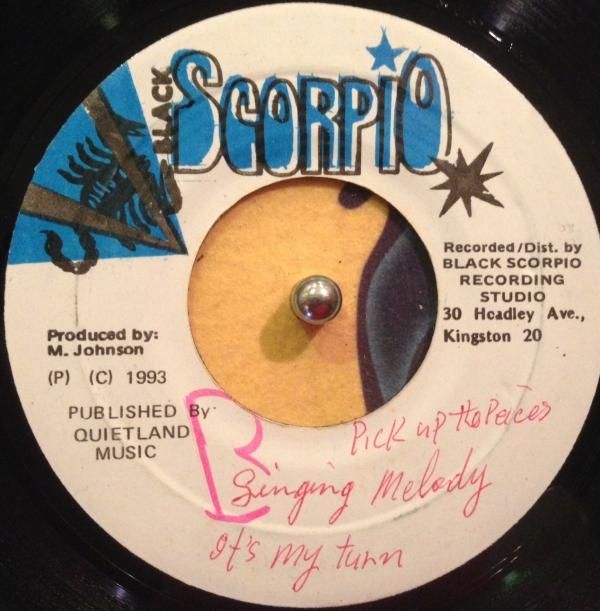 BLACK
SCORPIO
Recorded/Dist. by
BLACK SCORPIO
RECORDING
STUDIO
30 Headley Ave.,
Kingston 20
Produced by:
M. Johnson
(P) (C) 1993
PUBLISHED By
QUIETLAND
MUSIC
B
Pick up the Peices
Singing Melody
It's my turn